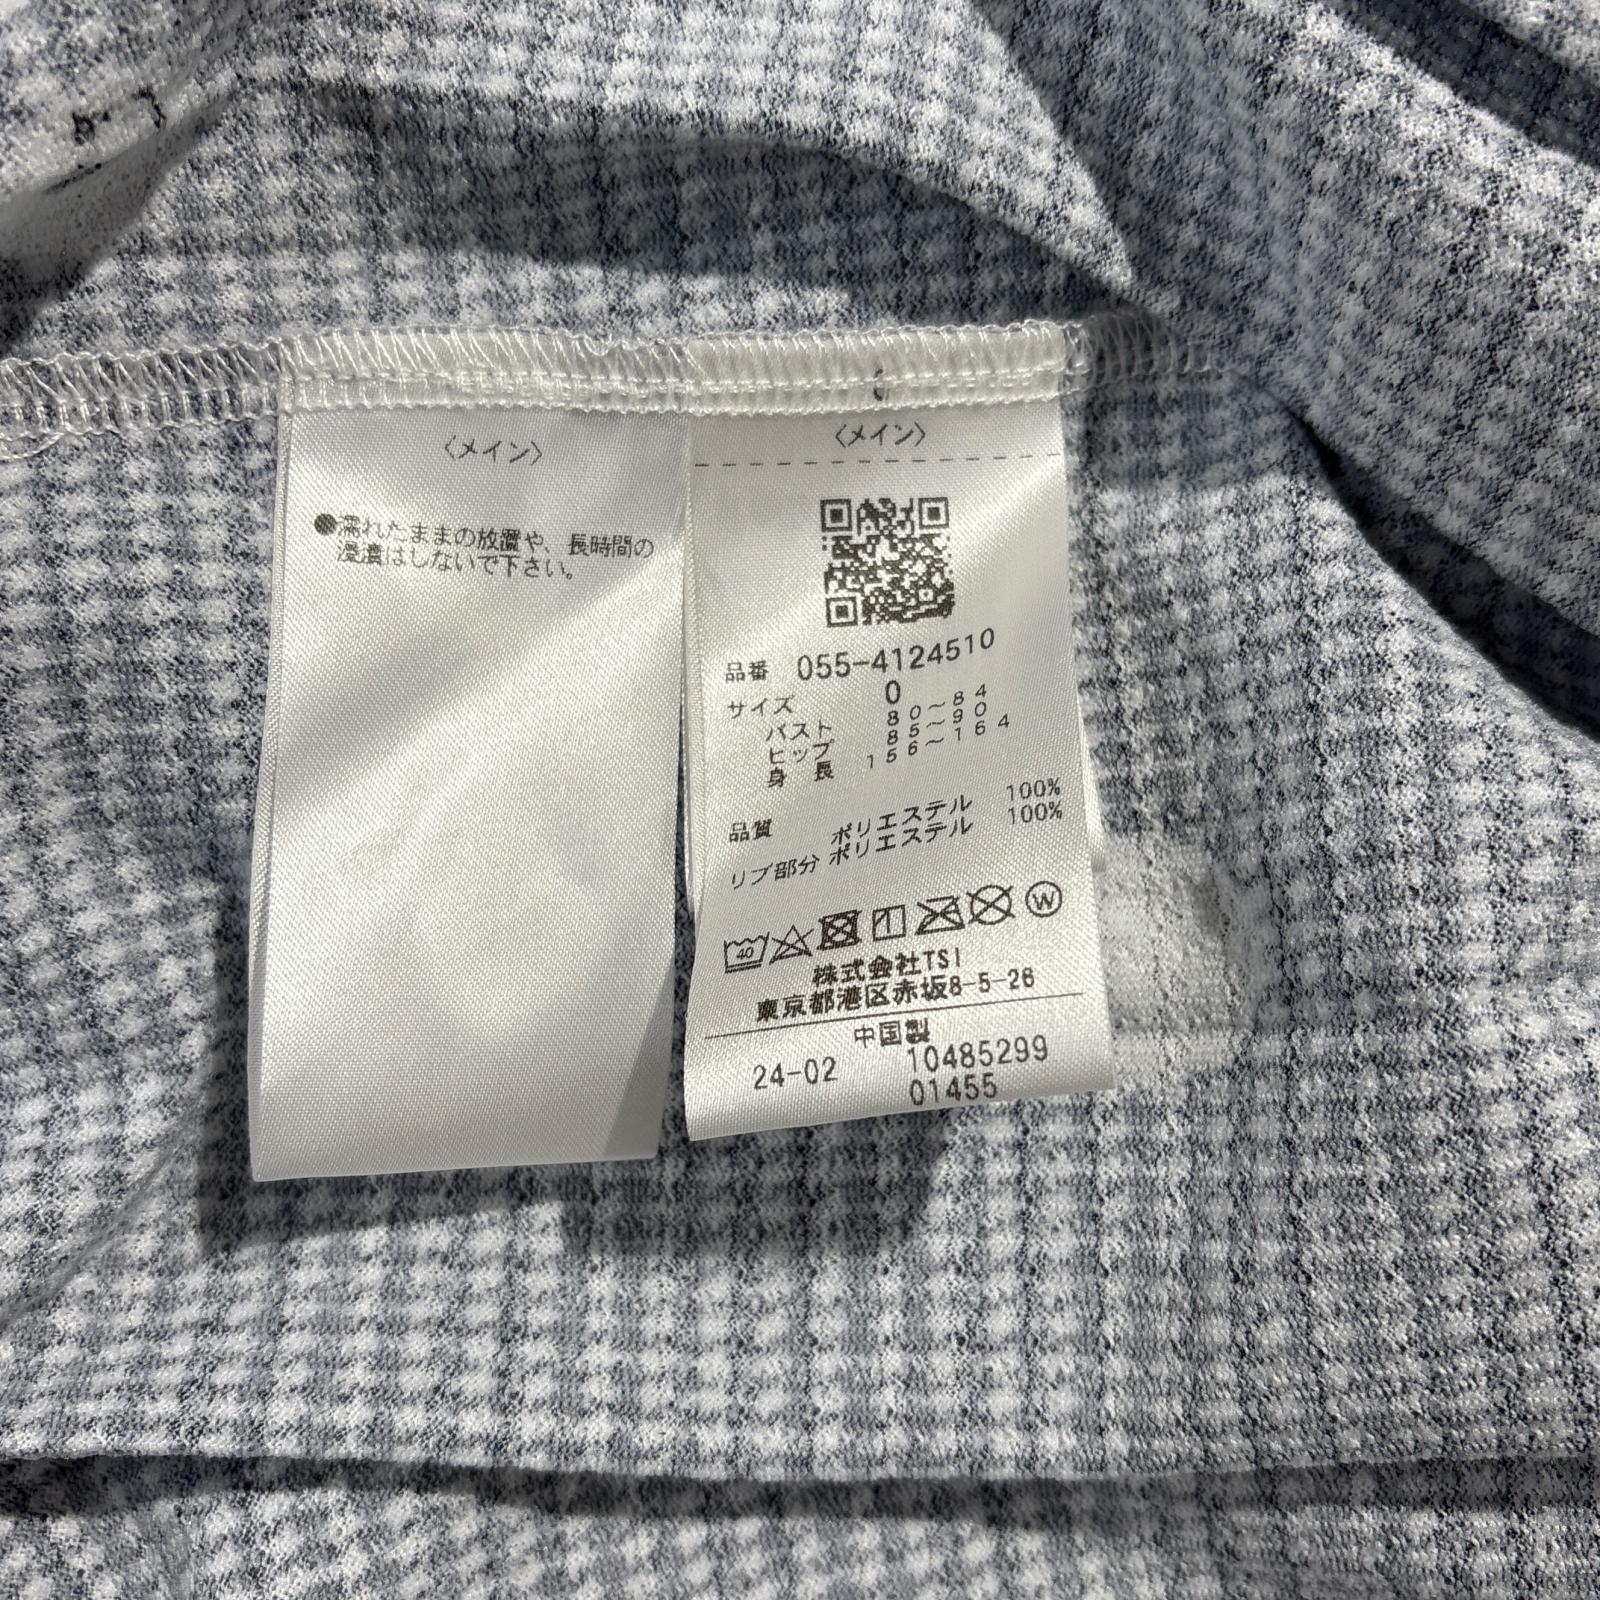 〈メイン〉
●濡れたままの放置や、長時間の
浸漬はしないで下さい。
〈メイン〉
品番 055-4124510
サイズ 0
バスト 80～84
ヒップ 85～90
身長 156～164
品質 ポリエステル 100%
リブ部分 ポリエステル 100%
40 W
株式会社TSI
東京都港区赤坂8-5-26
中国製
24-02 10485299
01455